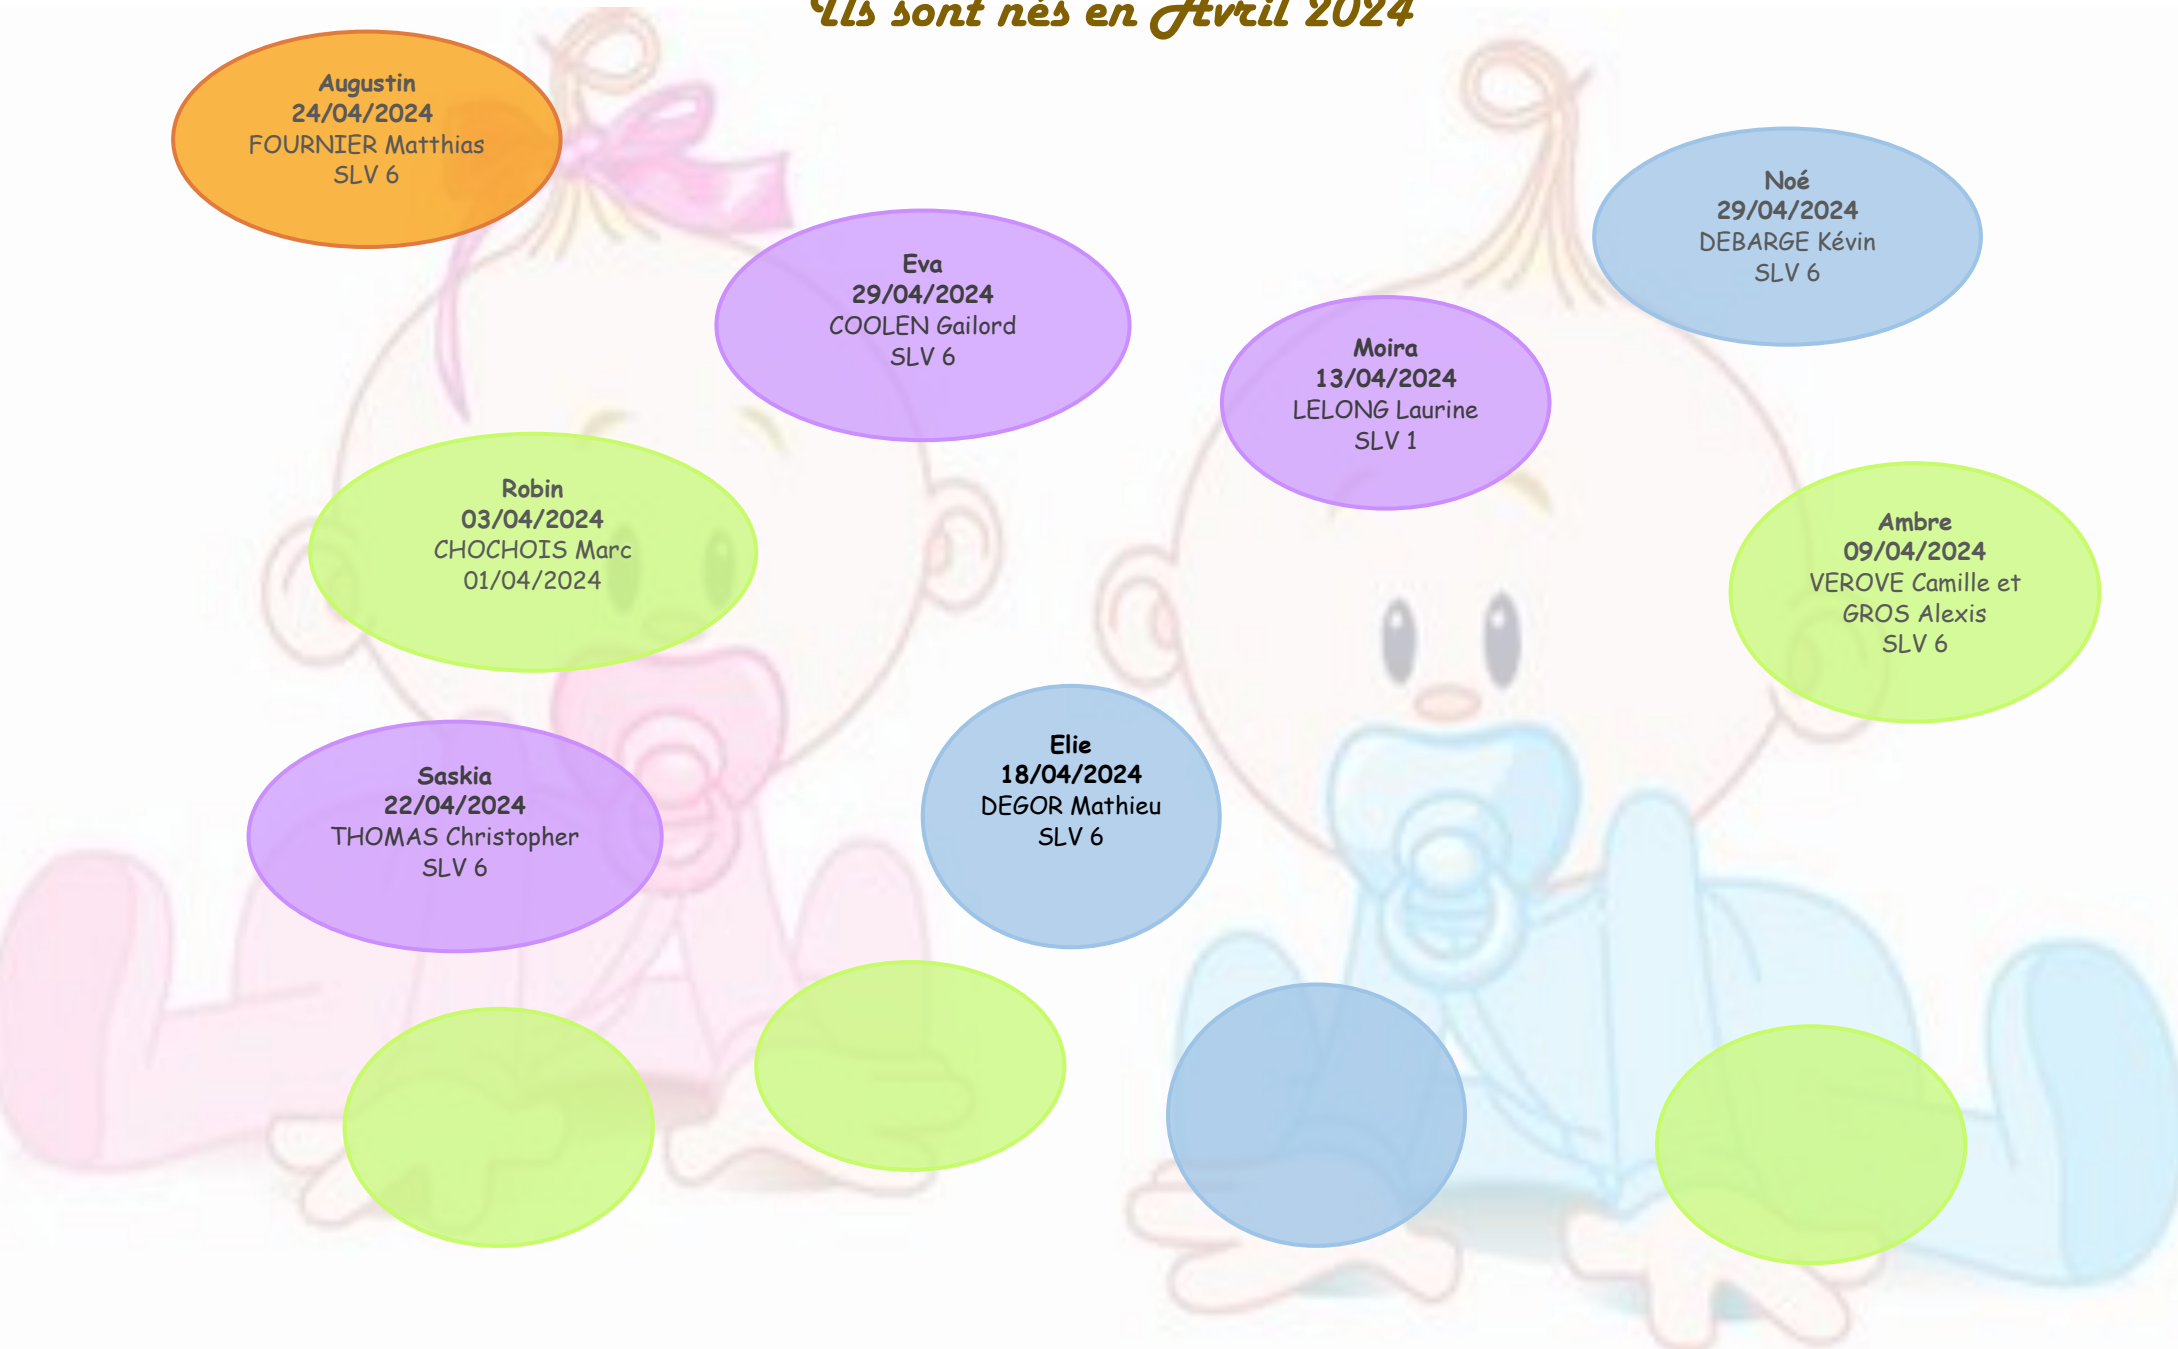 Ils sont nés en Avril 2024
Augustin
24/04/2024
FOURNIER Matthias
SLV 6
Noé
29/04/2024
DEBARGE Kévin
SLV 6
Eva
29/04/2024
COOLEN Gailord
SLV 6
Moira
13/04/2024
LELONG Laurine
SLV 1
Robin
03/04/2024
CHOCHOIS Marc
01/04/2024
Ambre
09/04/2024
VEROVE Camille et
GROS Alexis
SLV 6
Saskia
22/04/2024
THOMAS Christopher
SLV 6
Elie
18/04/2024
DEGOR Mathieu
SLV 6